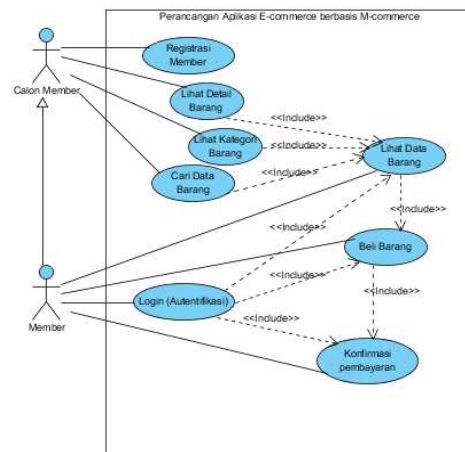 Perancangan Aplikasi E-commerce berbasis M-commerce
Registrasi
Member
Calon Member
Lihat Detail
Barang
<<Include>>
Lihat Kategori
Barang
<<Include>>
Lihat Data
Barang
Cari Data
Barang
<<Include>>
<<Include>>
<<Include>>
Beli Barang
<<Include>>
Login (Autentifikasi)
Member
<<Include>>
<<Include>>
Konfirmasi
pembayaran